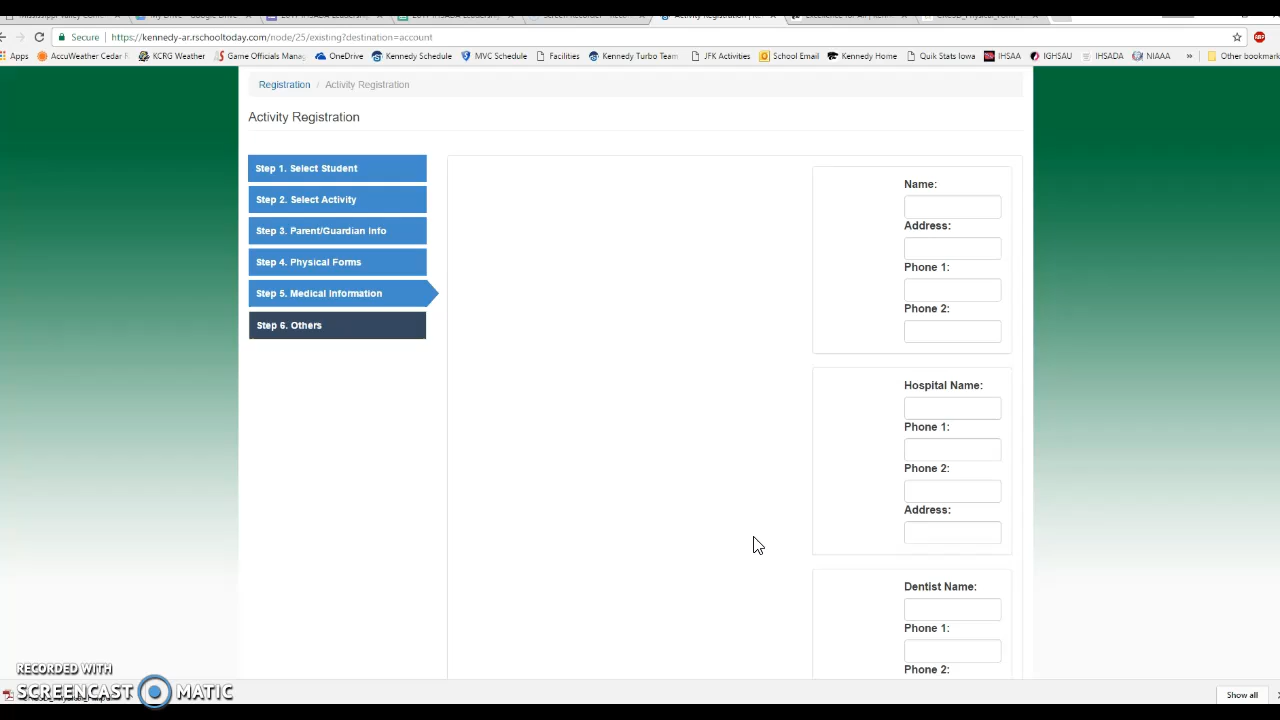 Secure https://kennedy-ar.rschooltoday.com/node/25/existing?destination=account
Apps AccuWeather Cedar KCRG Weather Game Officials Manag OneDrive Kennedy Schedule MVC Schedule Facilities Kennedy Turbo Team JFK Activities School Email Kennedy Home Quik Stats Iowa IHSAA IGHSAU IHSADA NIAAA » Other bookmark
Registration / Activity Registration
Activity Registration
Step 1. Select Student
Step 2. Select Activity
Step 3. Parent/Guardian Info
Step 4. Physical Forms
Step 5. Medical Information
Step 6. Others
Name:
Address:
Phone 1:
Phone 2:
Hospital Name:
Phone 1:
Phone 2:
Address:
Dentist Name:
Phone 1:
Phone 2:
RECORDED WITH
SCREENCAST MATIC
Show all